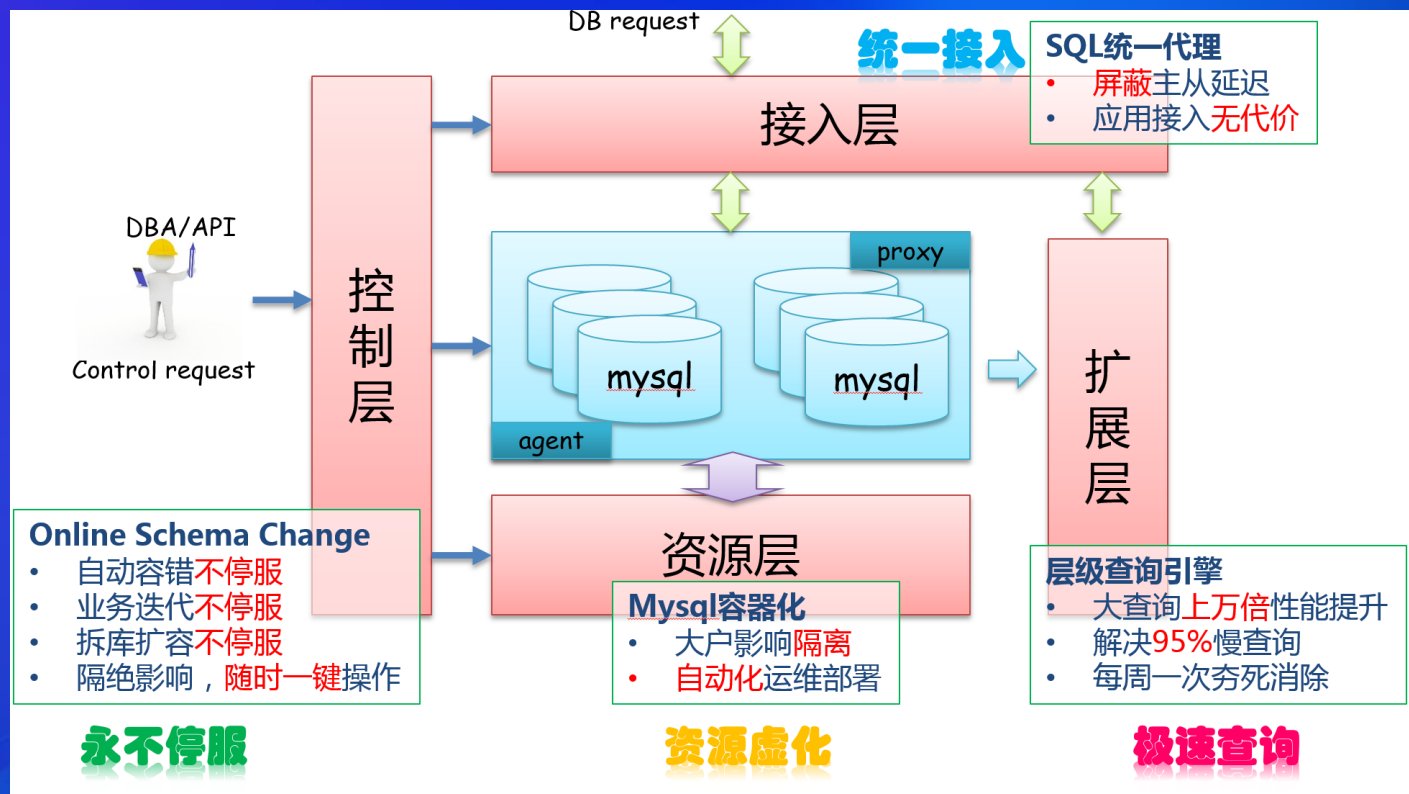 DB request
统一接入
SQL统一代理
• 屏蔽主从延迟
• 应用接入无代价
接入层
DBA/API
Control request
控制层
proxy
mysql
mysql
agent
扩展层
资源层
Online Schema Change
• 自动容错不停服
• 业务迭代不停服
• 拆库扩容不停服
• 隔绝影响，随时一键操作
Mysql容器化
• 大户影响隔离
• 自动化运维部署
层级查询引擎
• 大查询上万倍性能提升
• 解决95%慢查询
• 每周一次夯死消除
永不停服
资源虚化
极速查询